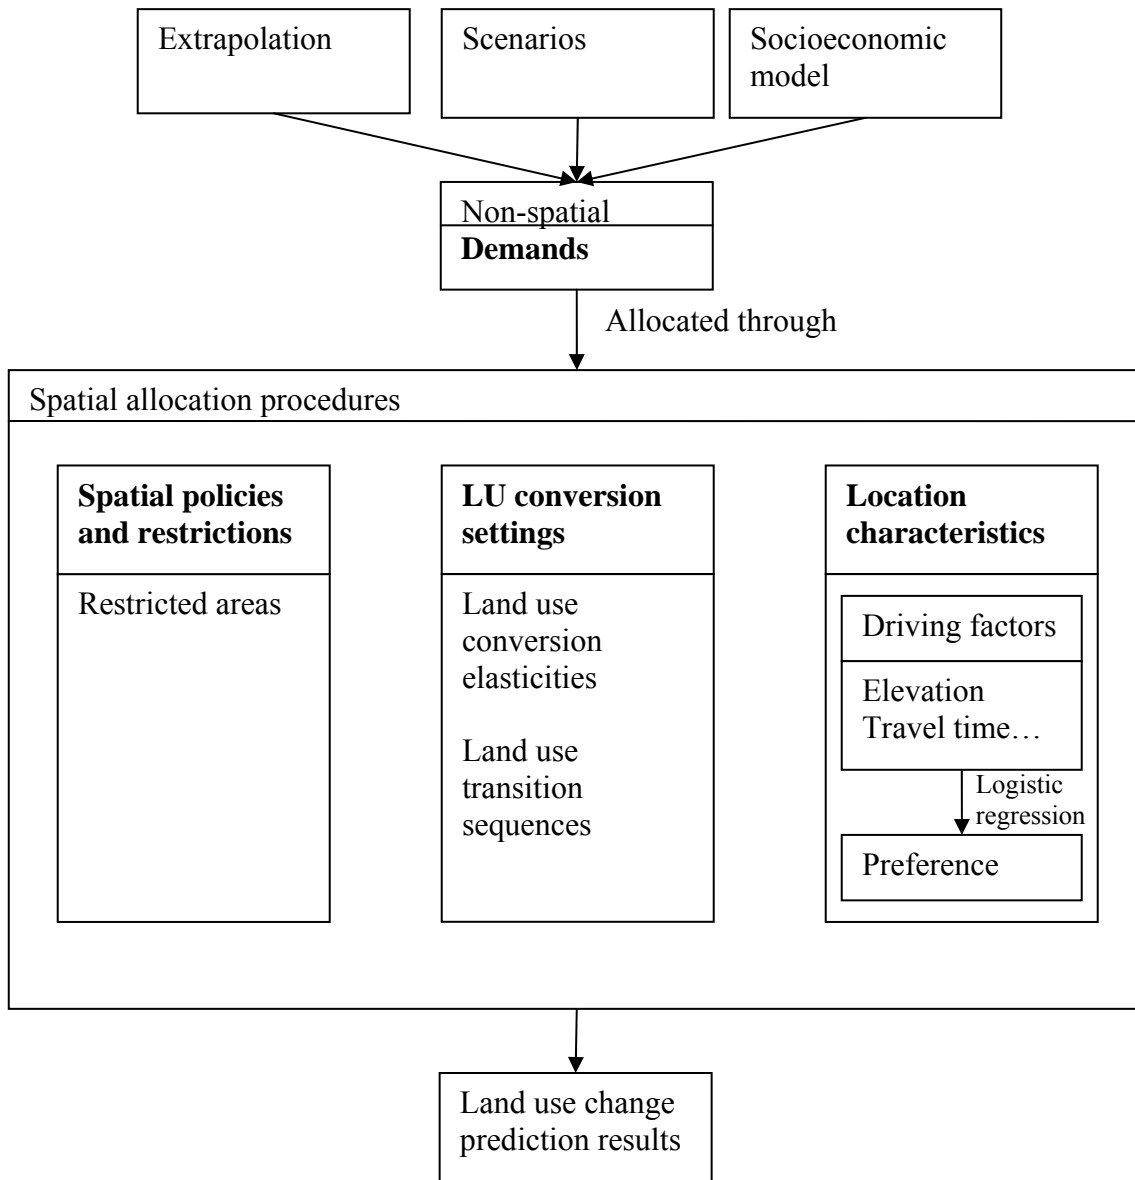 Extrapolation
Scenarios
Socioeconomic
model
Non-spatial
Demands
Allocated through
Spatial allocation procedures
Spatial policies
and restrictions
Restricted areas
LU conversion
settings
Land use
conversion
elasticities
Land use
transition
sequences
Location
characteristics
Driving factors
Elevation
Travel time…
Logistic
regression
Preference
Land use change
prediction results